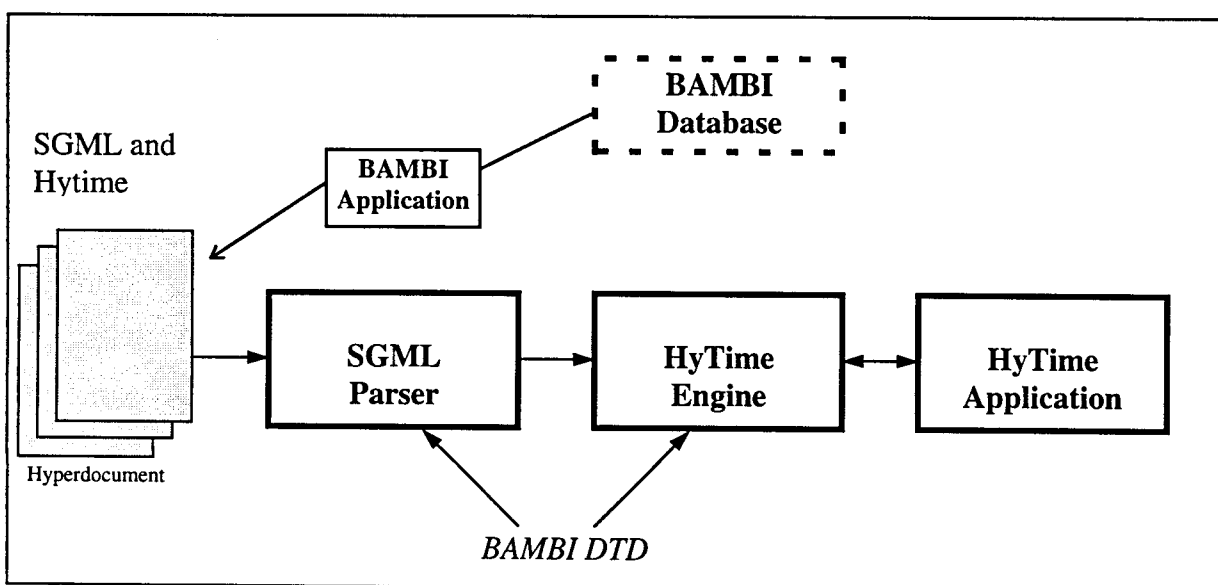 BAMBI
Database
SGML and
Hytime
BAMBI
Application
SGML
Parser
HyTime
Engine
HyTime
Application
Hyperdocument
BAMBI DTD